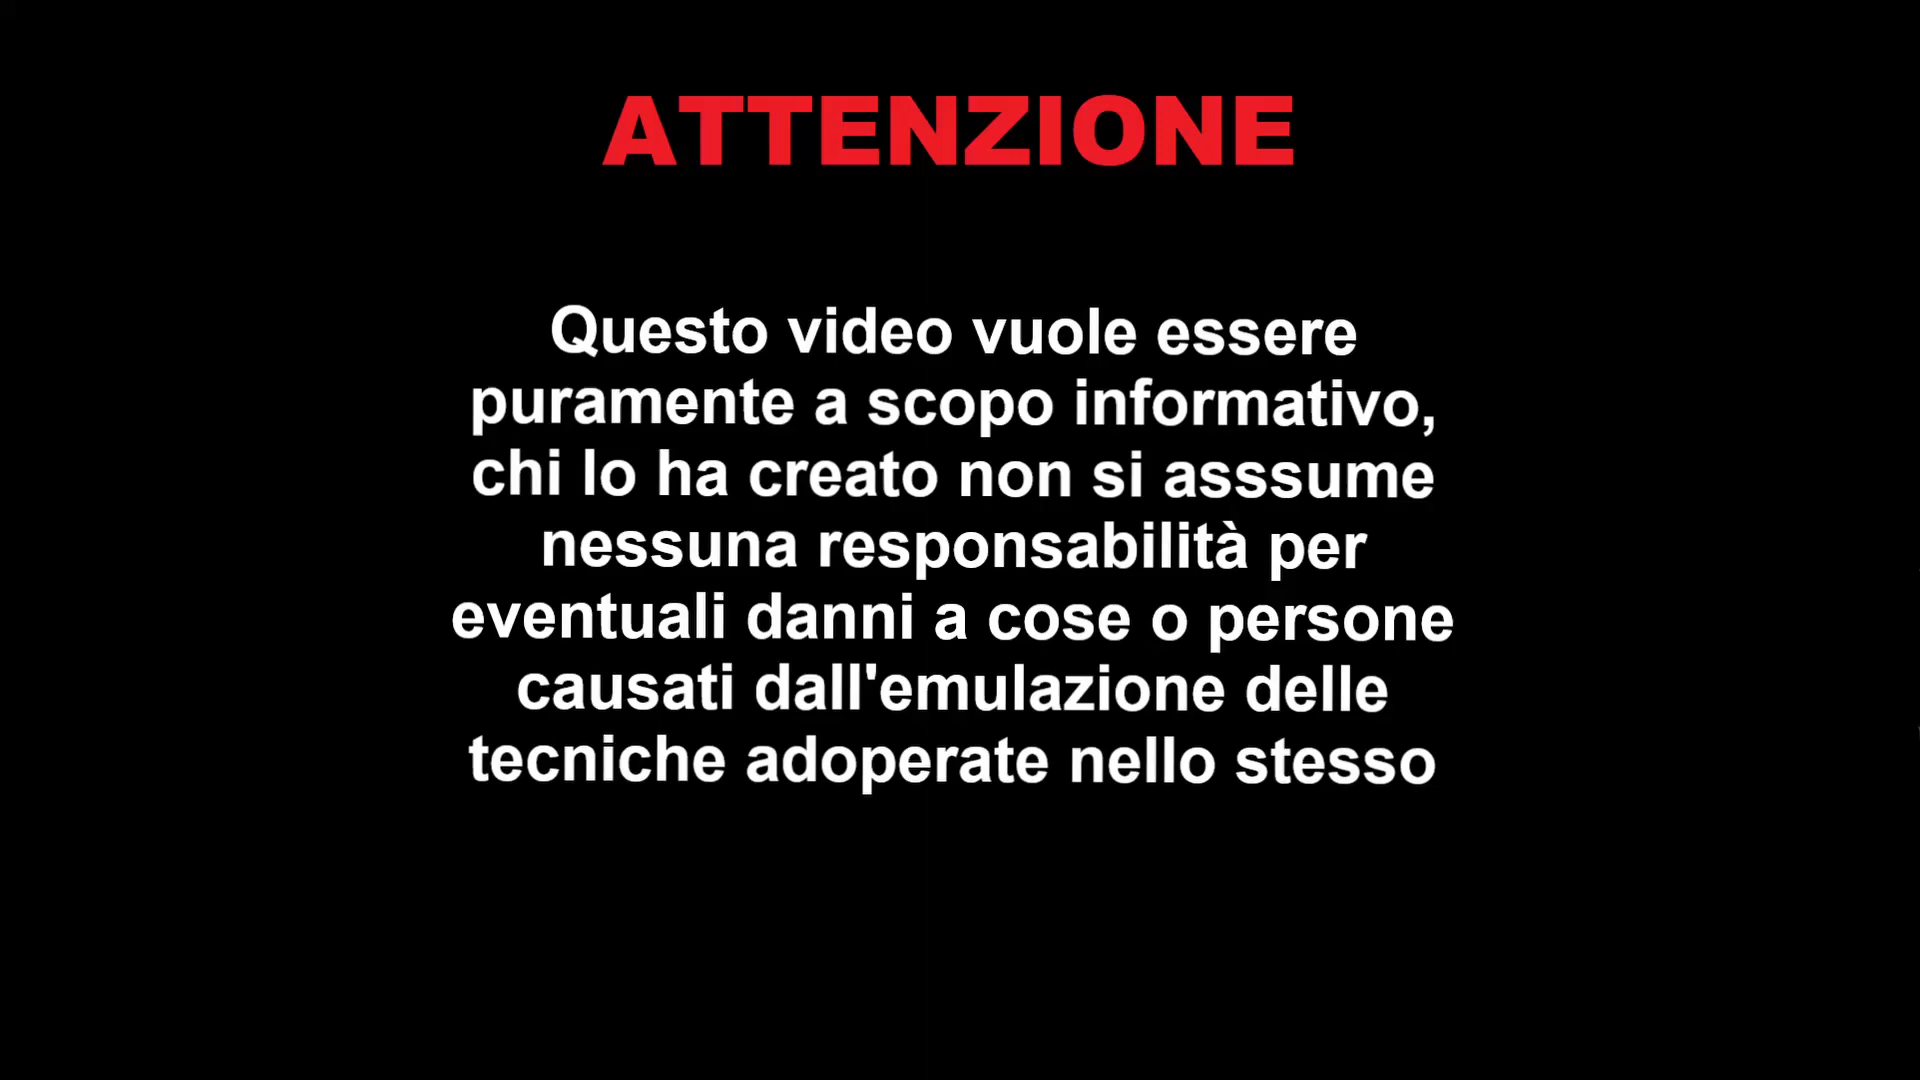 ATTENZIONE
Questo video vuole essere
puramente a scopo informativo,
chi lo ha creato non si asssume
nessuna responsabilità per
eventuali danni a cose o persone
causati dall'emulazione delle
tecniche adoperate nello stesso